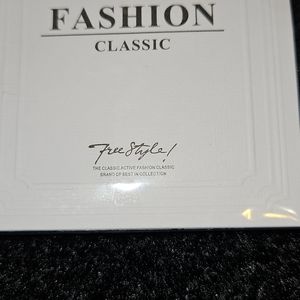 FASHION
CLASSIC
Free Style!
THE CLASSIC ACTIVE FASHION CLASSIC
BRAND OF BEST IN COLLECTION